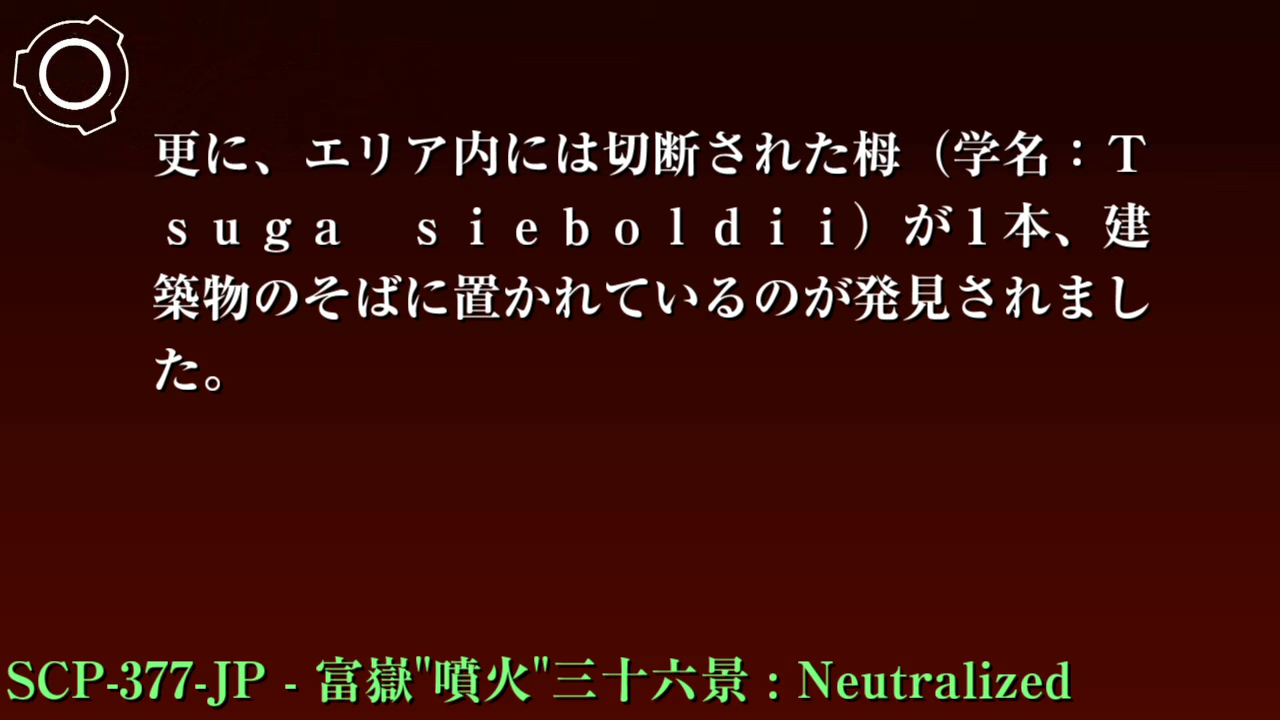 更に、エリア内には切断された栂（学名：Ｔ
ｓｕｇａ　ｓｉｅｂｏｌｄｉｉ）が１本、建
築物のそばに置かれているのが発見されまし
た。
SCP-377-JP - 富嶽"噴火"三十六景：Neutralized